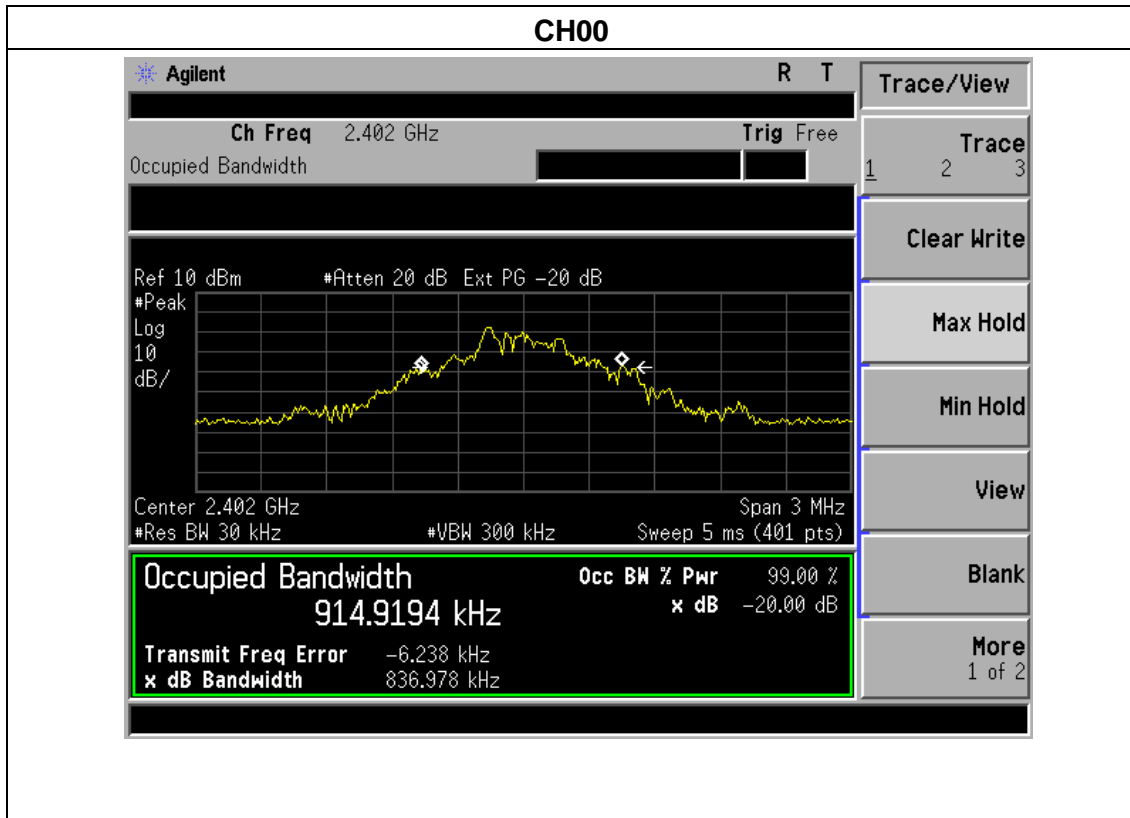 CH00
Agilent R T
Trace/View
Ch Freq 2.402 GHz Trig Free
Occupied Bandwidth
Trace
1 2 3
Clear Write
Ref 10 dBm #Atten 20 dB Ext PG –20 dB
#Peak
Log
10
dB/
Max Hold
Min Hold
View
Center 2.402 GHz Span 3 MHz
#Res BW 30 kHz #VBW 300 kHz Sweep 5 ms (401 pts)
Occupied Bandwidth Occ BW % Pwr 99.00 %
914.9194 kHz x dB –20.00 dB
Blank
Transmit Freq Error –6.238 kHz
x dB Bandwidth 836.978 kHz
More
1 of 2